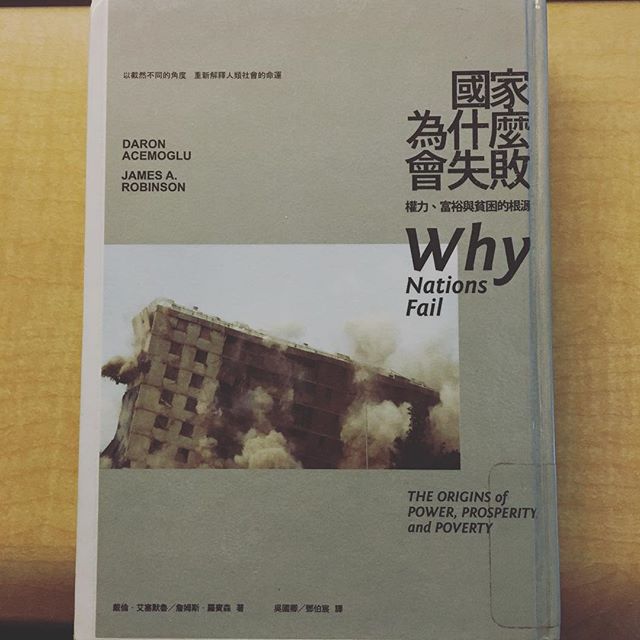 以截然不同的角度 重新解釋人類社會的命運
DARON
ACEMOGLU
JAMES A.
ROBINSON
國家
為什麼
會失敗
權力、富裕與貧困的根源
Why
Nations
Fail
THE ORIGINS of
POWER, PROSPERITY,
and POVERTY
戴倫・艾塞默魯／詹姆斯・羅賓森 著
吳國卿／鄧伯宸 譯